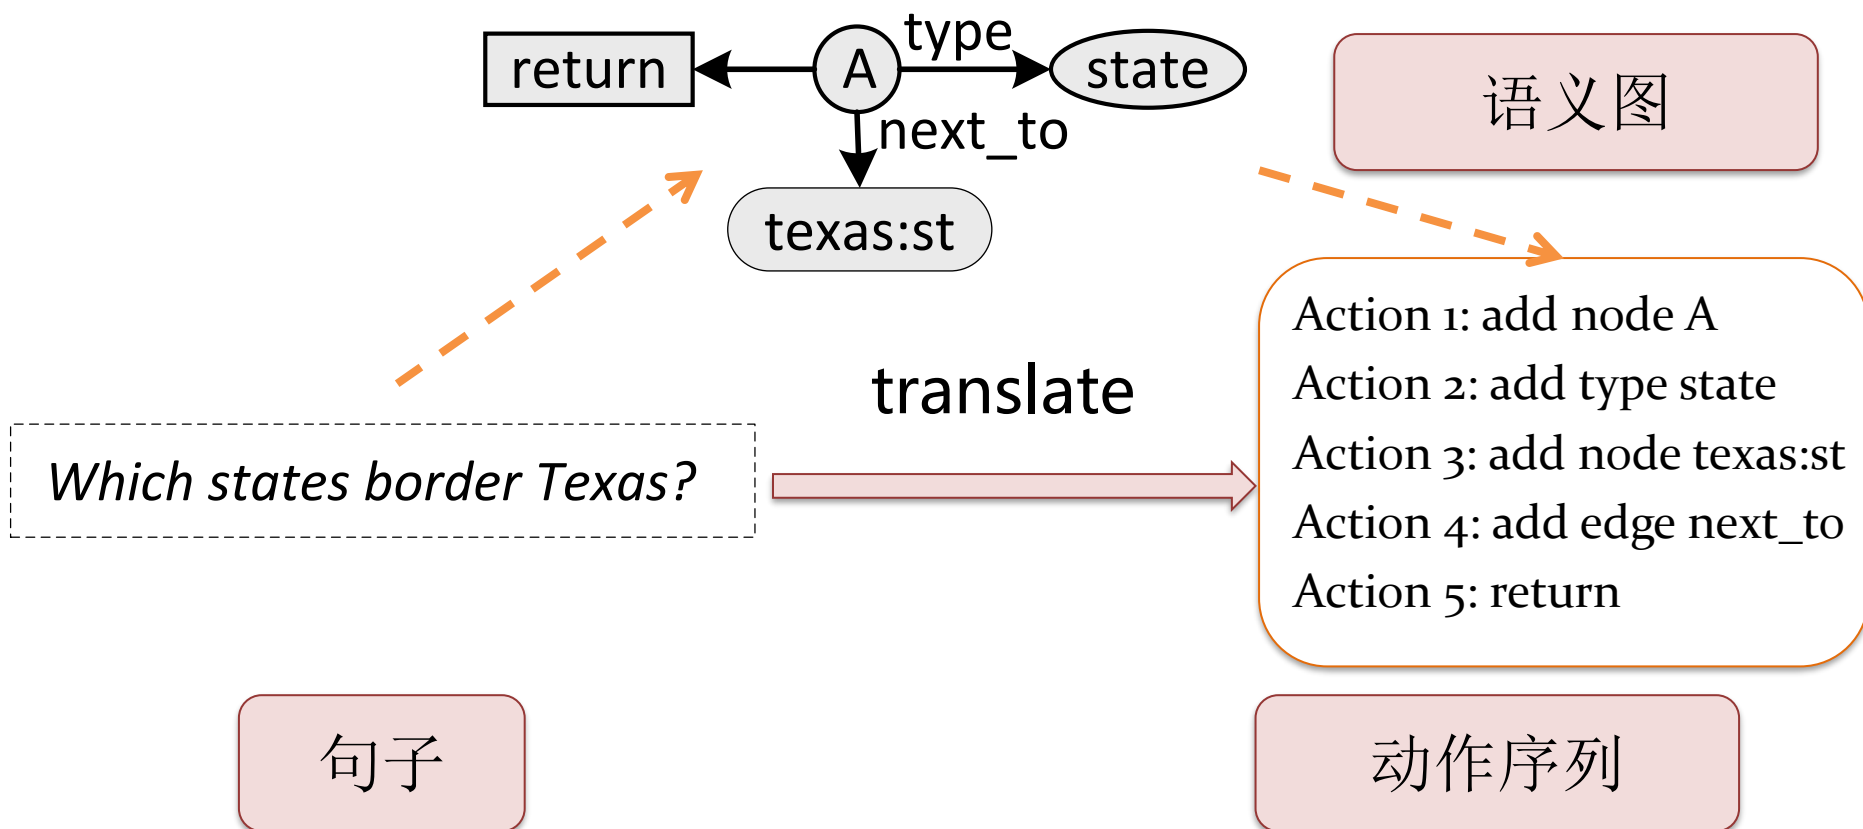 return
A
type
state
next_to
texas:st
语义图
Which states border Texas?
translate
Action 1: add node A
Action 2: add type state
Action 3: add node texas:st
Action 4: add edge next_to
Action 5: return
句子
动作序列